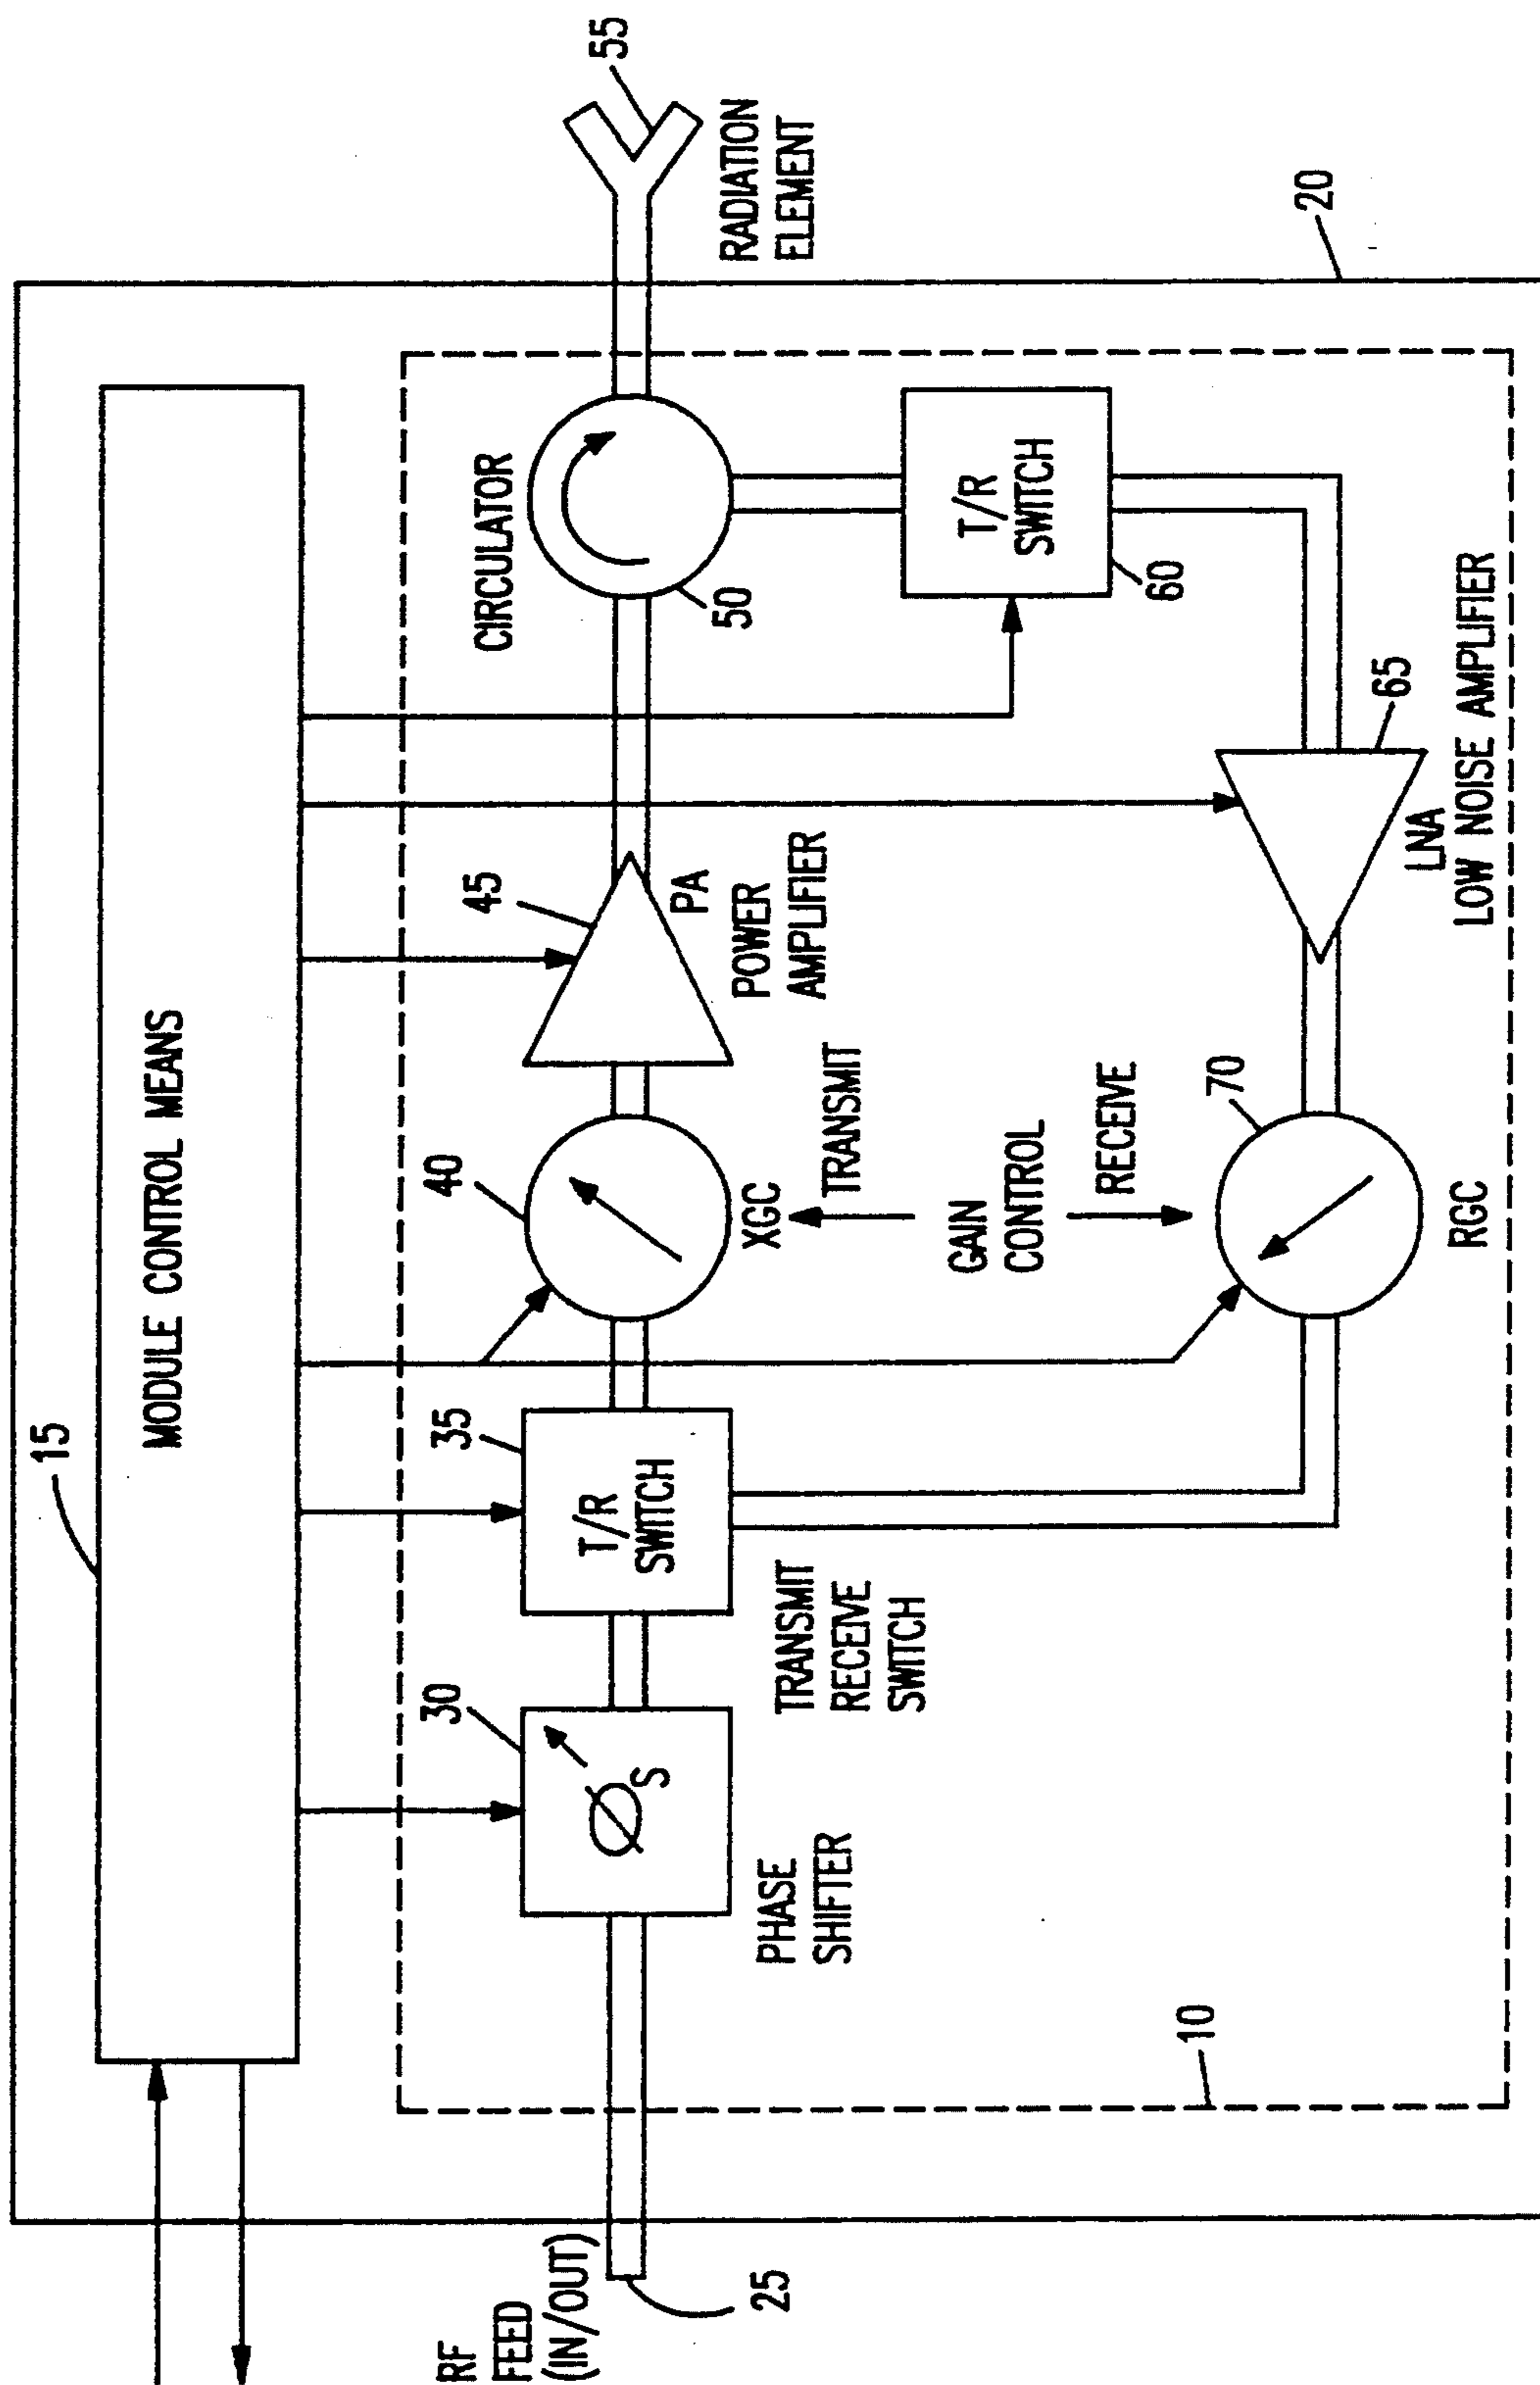 15
MODULE CONTROL MEANS
RF
FEED
(IN/OUT)
25
30
Øs
PHASE
SHIFTER
35
T/R
SWITCH
TRANSMIT
RECEIVE
SWITCH
40
XGC
TRANSMIT
GAIN
CONTROL
RECEIVE
70
RGC
45
PA
POWER
AMPLIFIER
CIRCULATOR
50
T/R
SWITCH
60
65
LNA
LOW NOISE AMPLIFIER
55
RADIATION
ELEMENT
20
10